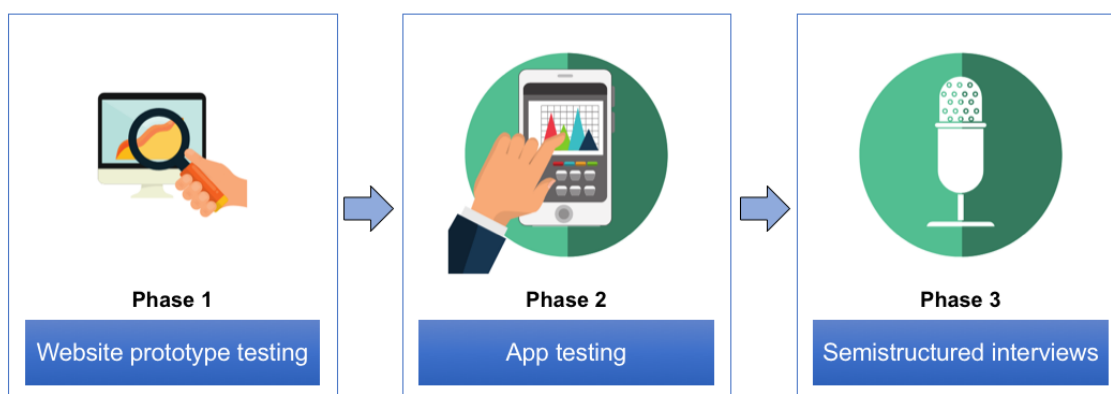 Phase 1
Website prototype testing
Phase 2
App testing
Phase 3
Semistructured interviews